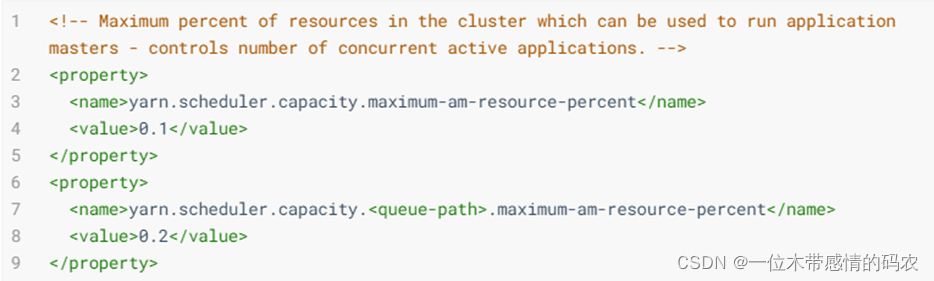 1 <!-- Maximum percent of resources in the cluster which can be used to run application
masters - controls number of concurrent active applications. -->
2 <property>
3 <name>yarn.scheduler.capacity.maximum-am-resource-percent</name>
4 <value>0.1</value>
5 </property>
6 <property>
7 <name>yarn.scheduler.capacity.<queue-path>.maximum-am-resource-percent</name>
8 <value>0.2</value>
9 </property>
CSDN @一位木带感情的码农